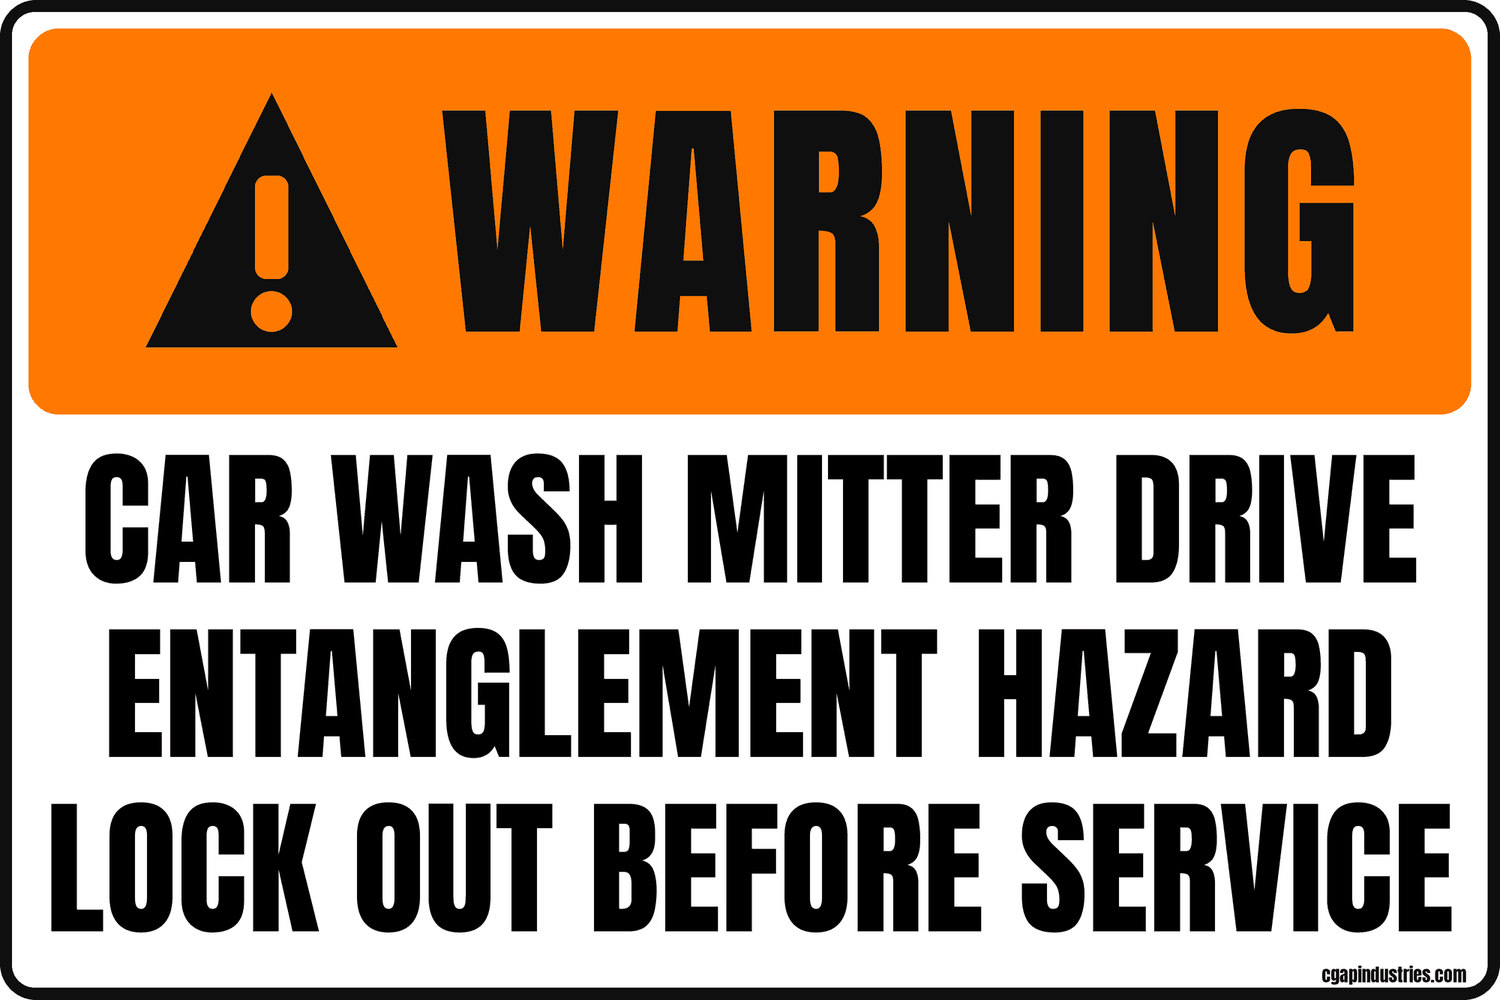 WARNING
CAR WASH MITTER DRIVE
ENTANGLEMENT HAZARD
LOCK OUT BEFORE SERVICE
cgapindustries.com